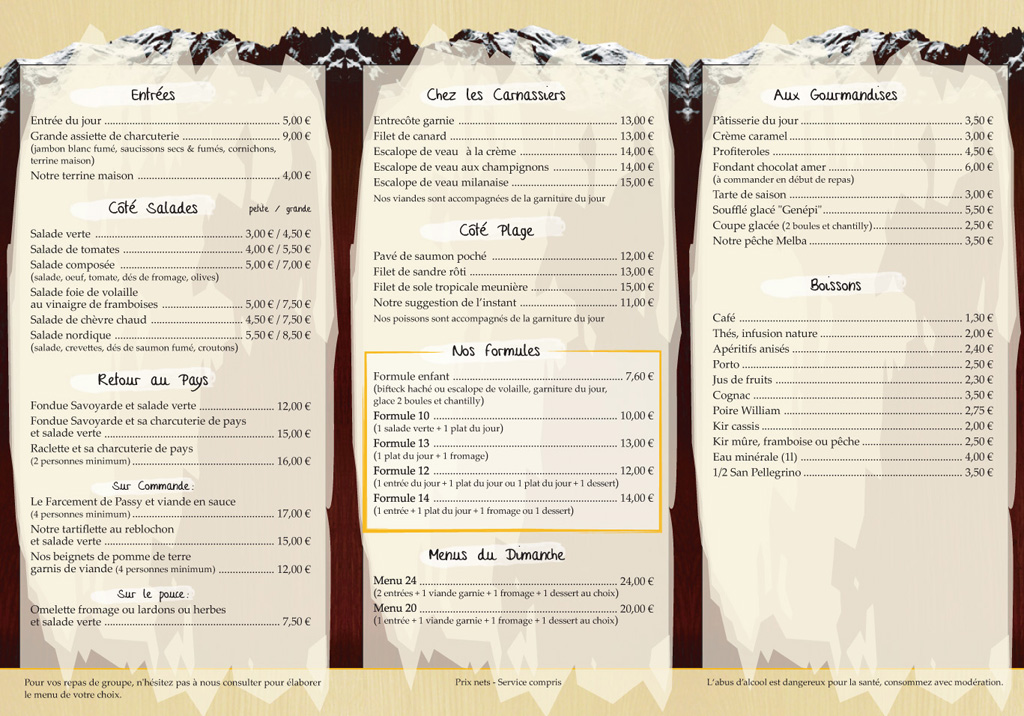 Entrées
Entrée du jour ........ 5,00 €
Grande assiette de charcuterie ........ 9,00 €
(jambon blanc fumé, saucissons secs & fumés, cornichons,
terrine maison)
Notre terrine maison ........ 4,00 €
Côté Salades petite / grande
Salade verte ........ 3,00 € / 4,50 €
Salade de tomates ........ 4,00 € / 5,50 €
Salade composée ........ 5,00 € / 7,00 €
(salade, oeuf, tomate, dés de fromage, olives)
Salade foie de volaille
au vinaigre de framboises ........ 5,00 € / 7,50 €
Salade de chèvre chaud ........ 4,50 € / 7,50 €
Salade nordique ........ 5,50 € / 8,50 €
(salade, crevettes, dés de saumon fumé, croutons)
Retour au Pays
Fondue Savoyarde et salade verte ........ 12,00 €
Fondue Savoyarde et sa charcuterie de pays
et salade verte ........ 15,00 €
Raclette et sa charcuterie de pays
(2 personnes minimum) ........ 16,00 €
Sur Commande :
Le Farcement de Passy et viande en sauce
(4 personnes minimum) ........ 17,00 €
Notre tartiflette au reblochon
et salade verte ........ 15,00 €
Nos beignets de pomme de terre
garnis de viande (4 personnes minimum) ........ 12,00 €
Sur le pouce :
Omelette fromage ou lardons ou herbes
et salade verte ........ 7,50 €
Pour vos repas de groupe, n'hésitez pas à nous consulter pour élaborer
le menu de votre choix.
Chez les Carnassiers
Entrecôte garnie ........ 13,00 €
Filet de canard ........ 13,00 €
Escalope de veau à la crème ........ 14,00 €
Escalope de veau aux champignons ........ 14,00 €
Escalope de veau milanaise ........ 15,00 €
Nos viandes sont accompagnées de la garniture du jour
Côté Plage
Pavé de saumon poché ........ 12,00 €
Filet de sandre rôti ........ 13,00 €
Filet de sole tropicale meunière ........ 15,00 €
Notre suggestion de l'instant ........ 11,00 €
Nos poissons sont accompagnés de la garniture du jour
Nos formules
Formule enfant ........ 7,60 €
(bifteck haché ou escalope de volaille, garniture du jour,
glace 2 boules et chantilly)
Formule 10 ........ 10,00 €
(1 salade verte + 1 plat du jour)
Formule 13 ........ 13,00 €
(1 plat du jour + 1 fromage)
Formule 12 ........ 12,00 €
(1 entrée du jour + 1 plat du jour ou 1 plat du jour + 1 dessert)
Formule 14 ........ 14,00 €
(1 entrée + 1 plat du jour + 1 fromage ou 1 dessert)
Menus du Dimanche
Menu 24 ........ 24,00 €
(2 entrées + 1 viande garnie + 1 fromage + 1 dessert au choix)
Menu 20 ........ 20,00 €
(1 entrée + 1 viande garnie + 1 fromage + 1 dessert au choix)
Prix nets - Service compris
Aux Gourmandises
Pâtisserie du jour ........ 3,50 €
Crème caramel ........ 3,00 €
Profiteroles ........ 4,50 €
Fondant chocolat amer ........ 6,00 €
(à commander en début de repas)
Tarte de saison ........ 3,00 €
Soufflé glacé "Genépi" ........ 5,50 €
Coupe glacée (2 boules et chantilly) ........ 2,50 €
Notre pêche Melba ........ 3,50 €
Boissons
Café ........ 1,30 €
Thés, infusion nature ........ 2,00 €
Apéritifs anisés ........ 2,40 €
Porto ........ 2,50 €
Jus de fruits ........ 2,30 €
Cognac ........ 3,50 €
Poire William ........ 2,75 €
Kir cassis ........ 2,00 €
Kir mûre, framboise ou pêche ........ 2,50 €
Eau minérale (1l) ........ 4,00 €
1/2 San Pellegrino ........ 3,50 €
L'abus d'alcool est dangereux pour la santé, consommez avec modération.